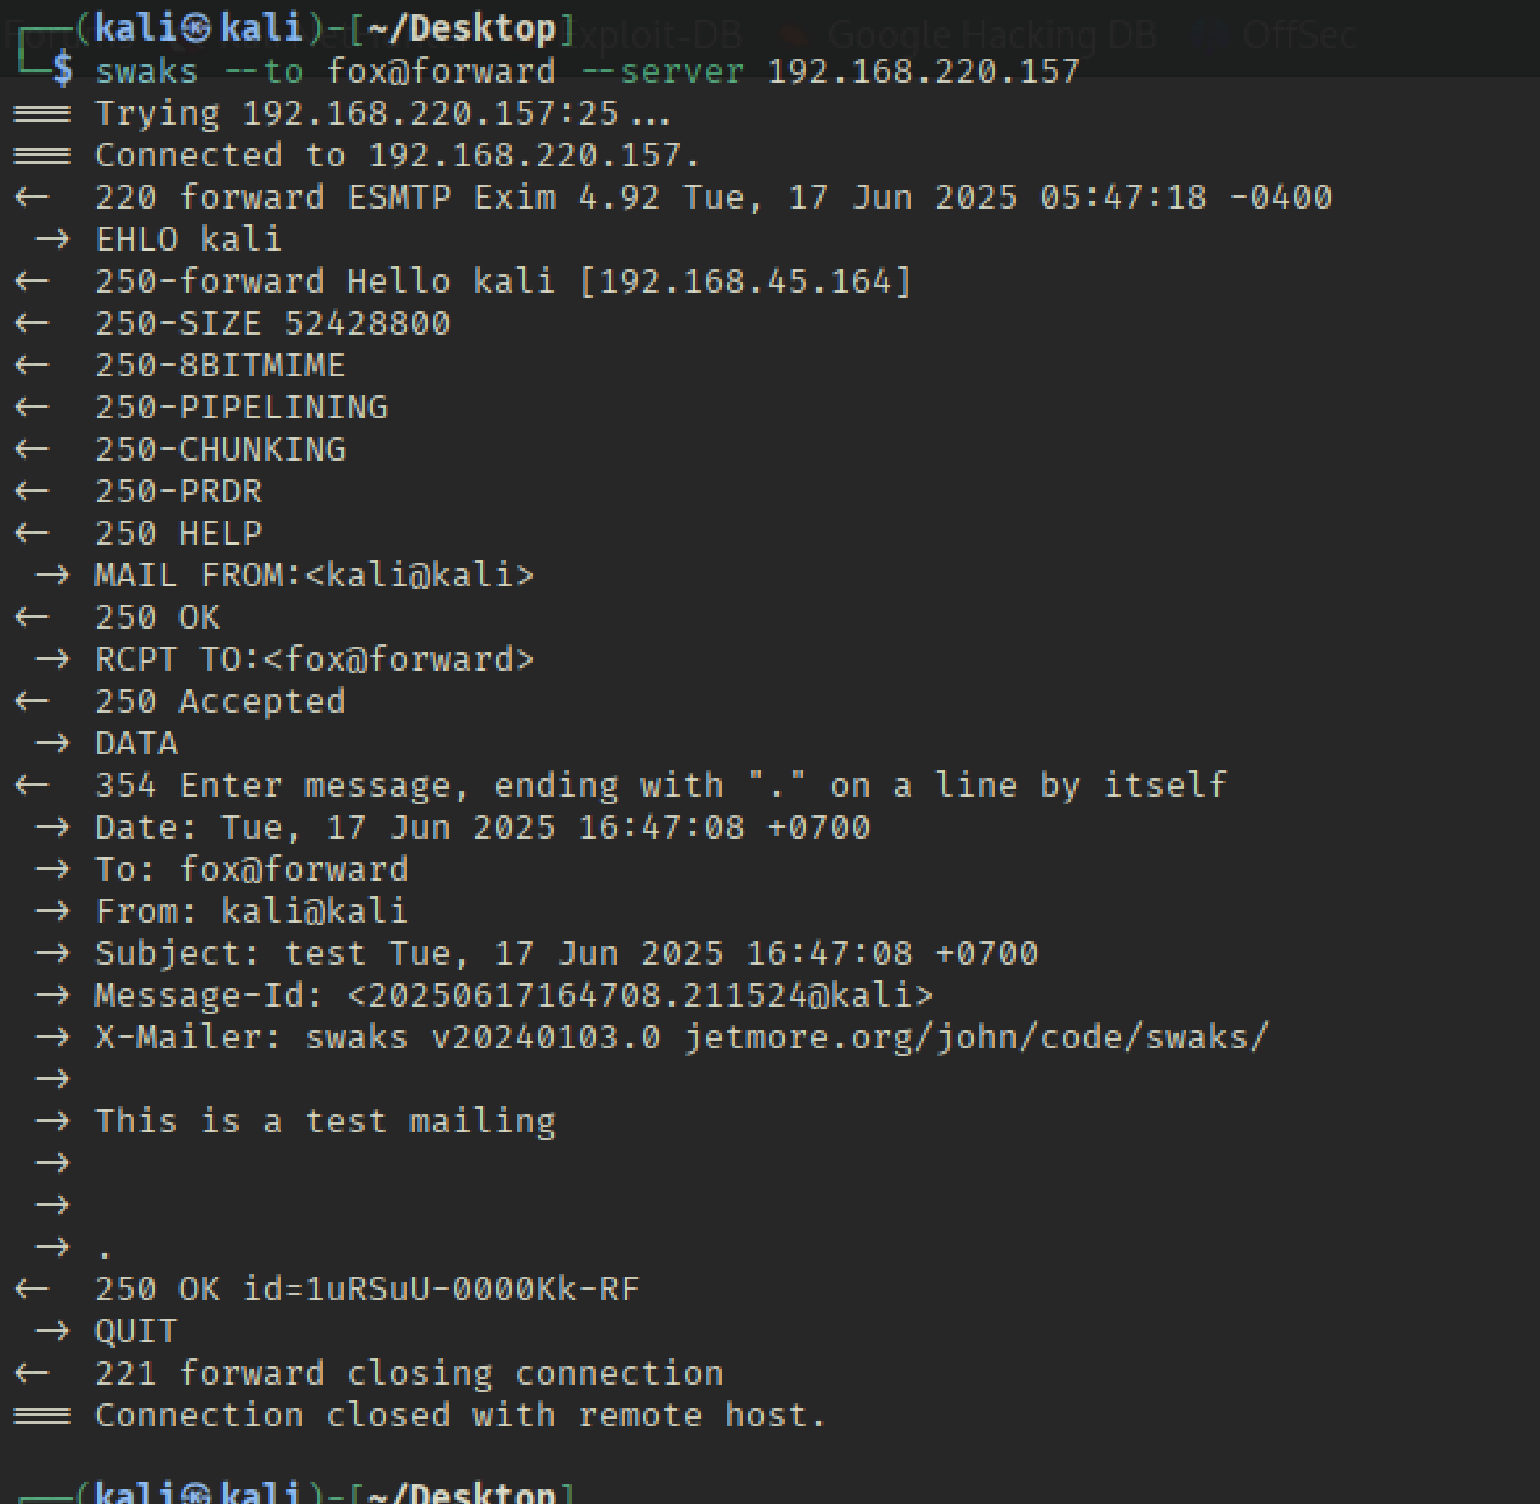 (kali㉿kali)-[~/Desktop]
Exploit-DB Google Hacking DB OffSec
$ swaks --to fox@forward --server 192.168.220.157
=== Trying 192.168.220.157:25...
=== Connected to 192.168.220.157.
<-  220 forward ESMTP Exim 4.92 Tue, 17 Jun 2025 05:47:18 -0400
 -> EHLO kali
<-  250-forward Hello kali [192.168.45.164]
<-  250-SIZE 52428800
<-  250-8BITMIME
<-  250-PIPELINING
<-  250-CHUNKING
<-  250-PRDR
<-  250 HELP
 -> MAIL FROM:<kali@kali>
<-  250 OK
 -> RCPT TO:<fox@forward>
<-  250 Accepted
 -> DATA
<-  354 Enter message, ending with "." on a line by itself
 -> Date: Tue, 17 Jun 2025 16:47:08 +0700
 -> To: fox@forward
 -> From: kali@kali
 -> Subject: test Tue, 17 Jun 2025 16:47:08 +0700
 -> Message-Id: <20250617164708.211524@kali>
 -> X-Mailer: swaks v20240103.0 jetmore.org/john/code/swaks/
 ->
 -> This is a test mailing
 ->
 ->
 -> .
<-  250 OK id=1uRSuU-0000Kk-RF
 -> QUIT
<-  221 forward closing connection
=== Connection closed with remote host.
(kali㉿kali)-[~/Desktop]